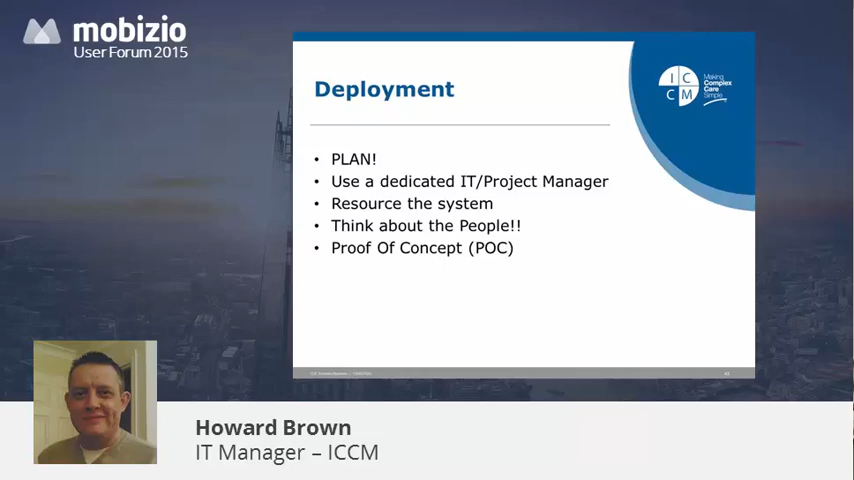 mobizio
User Forum 2015
Deployment
I C
C M
Making
Complex
Care
Simple
• PLAN!
• Use a dedicated IT/Project Manager
• Resource the system
• Think about the People!!
• Proof Of Concept (POC)
Howard Brown
IT Manager – ICCM